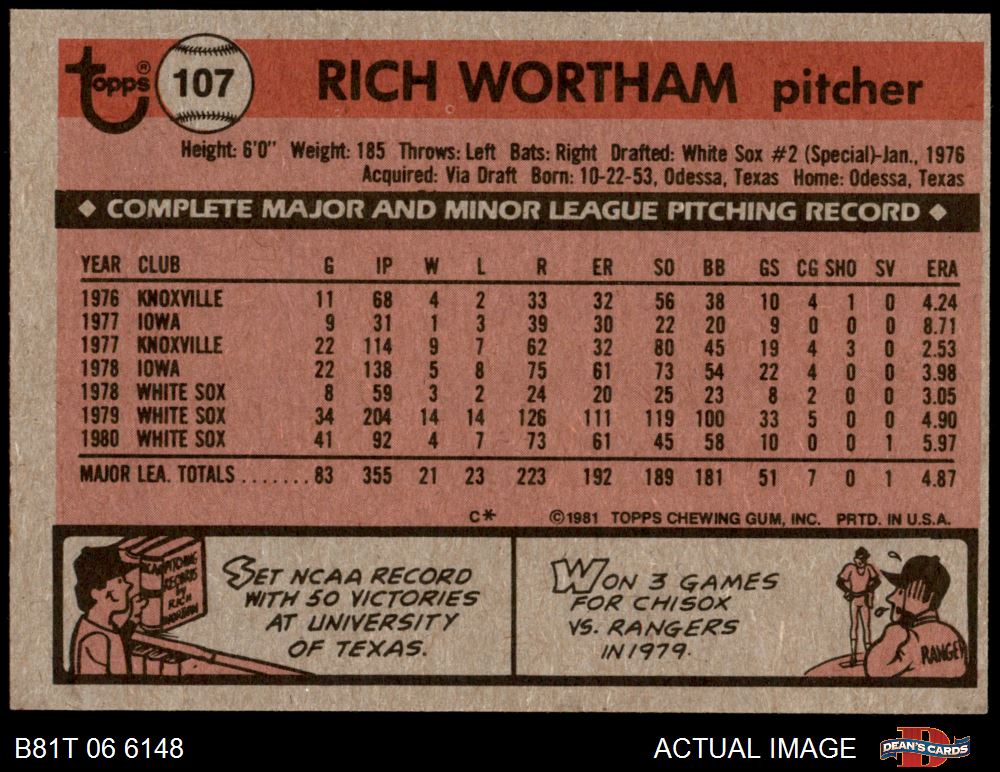 Topps®
107
RICH WORTHAM pitcher
Height: 6'0" Weight: 185 Throws: Left Bats: Right Drafted: White Sox #2 (Special)-Jan., 1976
Acquired: Via Draft Born: 10-22-53, Odessa, Texas Home: Odessa, Texas
◆ COMPLETE MAJOR AND MINOR LEAGUE PITCHING RECORD ◆
YEAR CLUB G IP W L R ER SO BB GS CG SHO SV ERA
1976 KNOXVILLE 11 68 4 2 33 32 56 38 10 4 1 0 4.24
1977 IOWA 9 31 1 3 39 30 22 20 9 0 0 0 8.71
1977 KNOXVILLE 22 114 9 7 62 32 80 45 19 4 3 0 2.53
1978 IOWA 22 138 5 8 75 61 73 54 22 4 0 0 3.98
1978 WHITE SOX 8 59 3 2 24 20 25 23 8 2 0 0 3.05
1979 WHITE SOX 34 204 14 14 126 111 119 100 33 5 0 0 4.90
1980 WHITE SOX 41 92 4 7 73 61 45 58 10 0 0 1 5.97
MAJOR LEA. TOTALS ....... 83 355 21 23 223 192 189 181 51 7 0 1 4.87
C* ©1981 TOPPS CHEWING GUM, INC. PRTD. IN U.S.A.
NCAA PITCHING
RECORDS
by
RICH
WORTHAM
SET NCAA RECORD
WITH 50 VICTORIES
AT UNIVERSITY
OF TEXAS.
WON 3 GAMES
FOR CHISOX
VS. RANGERS
IN 1979.
RANGE
B81T 06 6148
ACTUAL IMAGE
DEAN'S CARDS